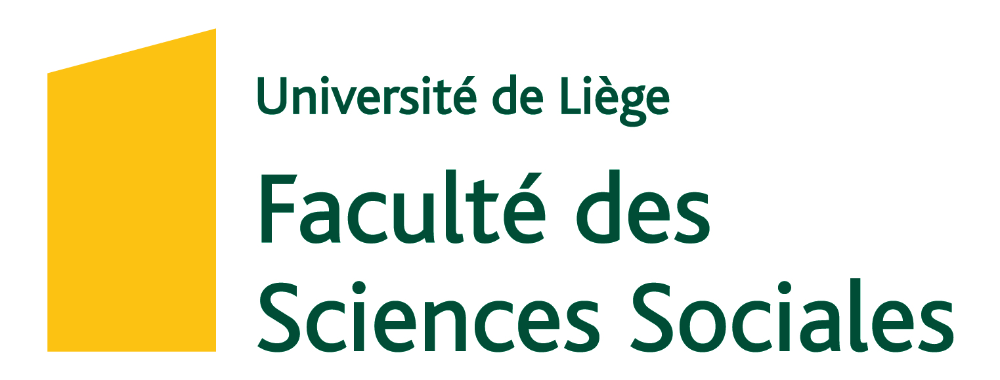 Université de Liège
Faculté des
Sciences Sociales